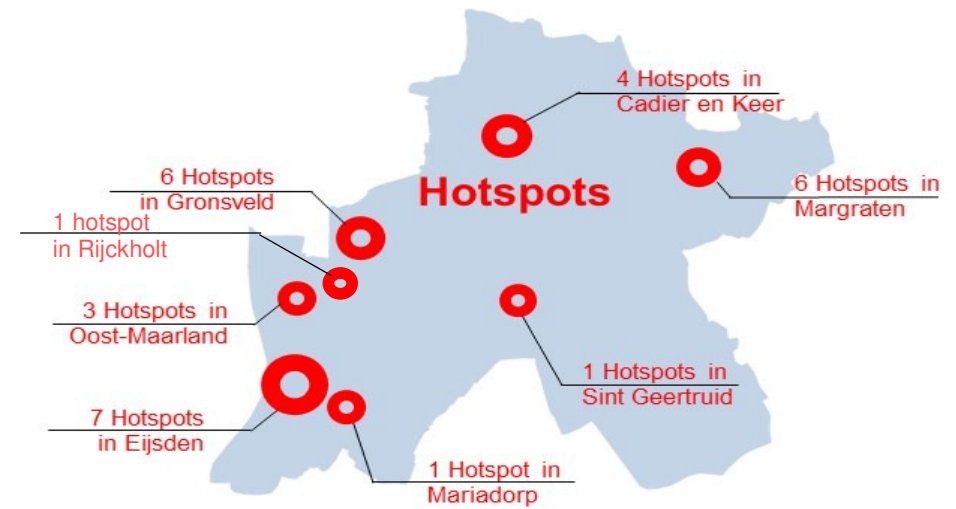 4 Hotspots in
Cadier en Keer
6 Hotspots
in Gronsveld
Hotspots
6 Hotspots in
Margraten
1 hotspot
in Rijckholt
3 Hotspots in
Oost-Maarland
1 Hotspots in
Sint Geertruid
7 Hotspots
in Eijsden
1 Hotspot in
Mariadorp